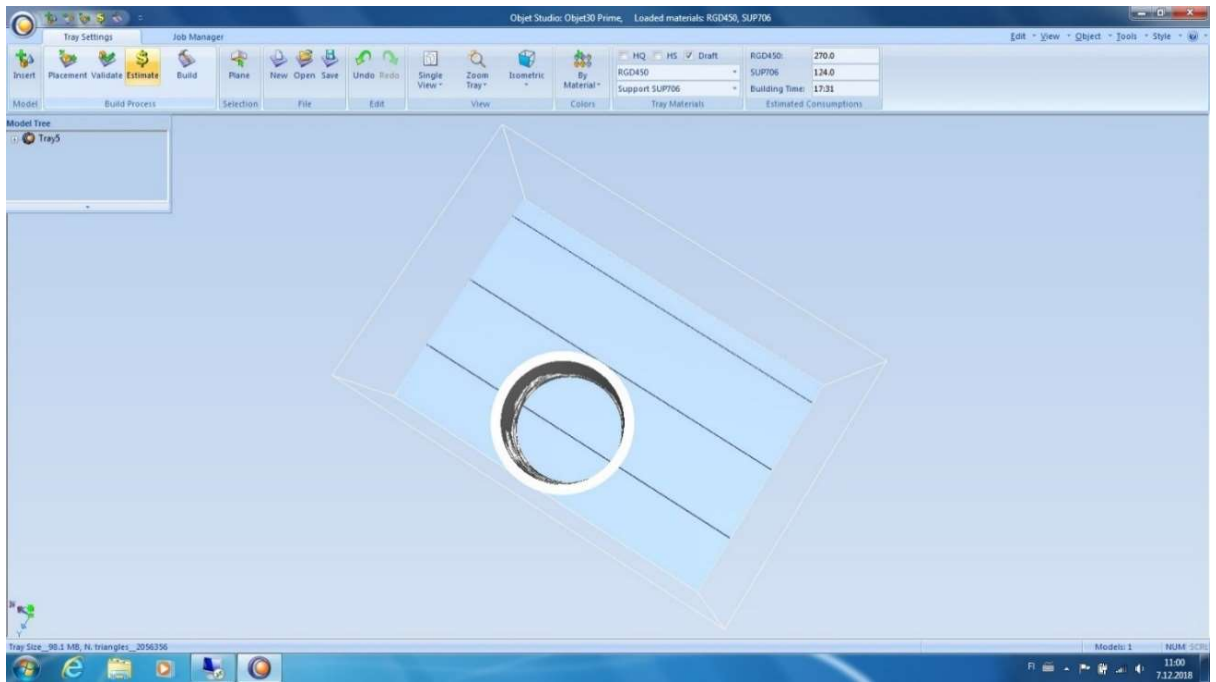 Objet Studio: Objet30 Prime, Loaded materials: RGD450, SUP706
Tray Settings Job Manager Edit View Object Tools Style
Insert Placement Validate Estimate Build Plane New Open Save Undo Redo Single View Zoom Tray Isometric By Material
HQ HS Draft
RGD450
Support SUP706
RGD450: 270.0
SUP706 124.0
Building Time: 17:31
Model Build Process Selection File Edit View Colors Tray Materials Estimated Consumptions
Model Tree
Tray5
Y
Tray Size__98.1 MB, N. triangles__2056356 Models: 1 NUM SCRL
FI 11:00
7.12.2018